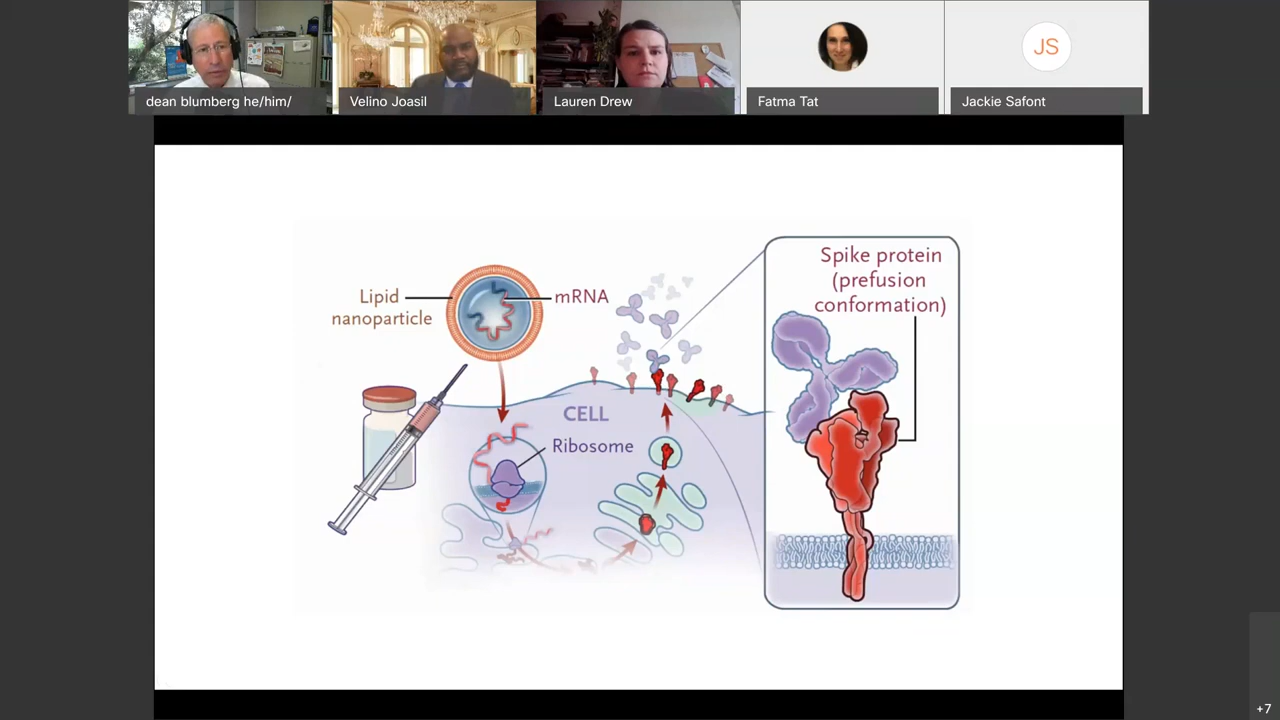 dean blumberg he/him/
Velino Joasil
Lauren Drew
Fatma Tat
JS
Jackie Safont
Lipid
nanoparticle
mRNA
CELL
Ribosome
Spike protein
(prefusion
conformation)
+7